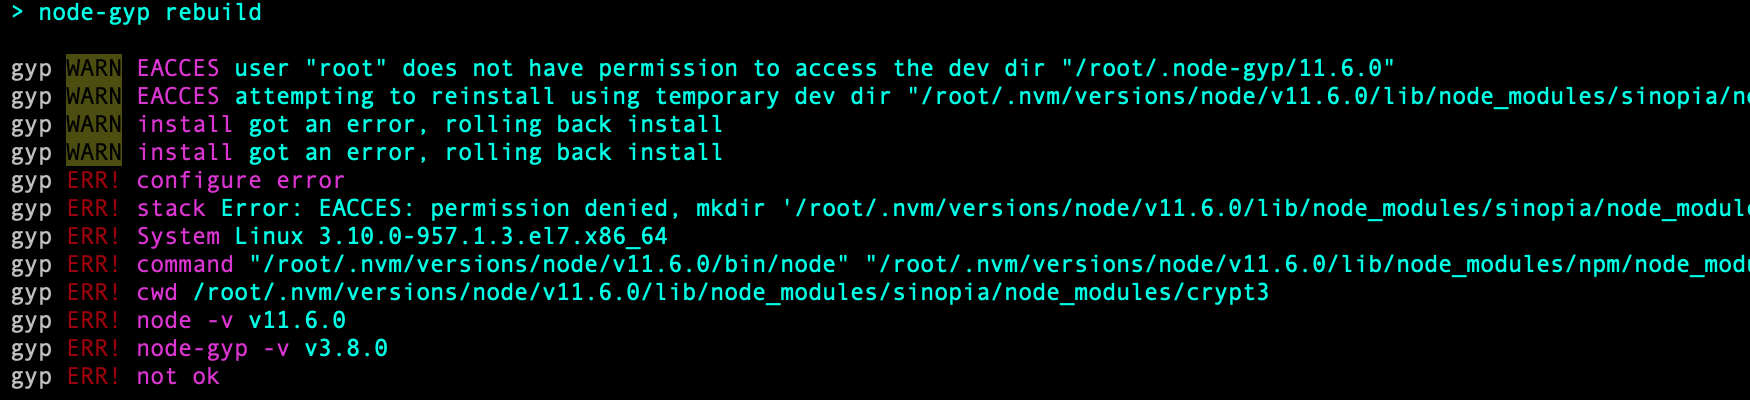 > node-gyp rebuild
gyp WARN EACCES user "root" does not have permission to access the dev dir "/root/.node-gyp/11.6.0"
gyp WARN EACCES attempting to reinstall using temporary dev dir "/root/.nvm/versions/node/v11.6.0/lib/node_modules/sinopia/no
gyp WARN install got an error, rolling back install
gyp WARN install got an error, rolling back install
gyp ERR! configure error
gyp ERR! stack Error: EACCES: permission denied, mkdir '/root/.nvm/versions/node/v11.6.0/lib/node_modules/sinopia/node_module
gyp ERR! System Linux 3.10.0-957.1.3.el7.x86_64
gyp ERR! command "/root/.nvm/versions/node/v11.6.0/bin/node" "/root/.nvm/versions/node/v11.6.0/lib/node_modules/npm/node_modu
gyp ERR! cwd /root/.nvm/versions/node/v11.6.0/lib/node_modules/sinopia/node_modules/crypt3
gyp ERR! node -v v11.6.0
gyp ERR! node-gyp -v v3.8.0
gyp ERR! not ok